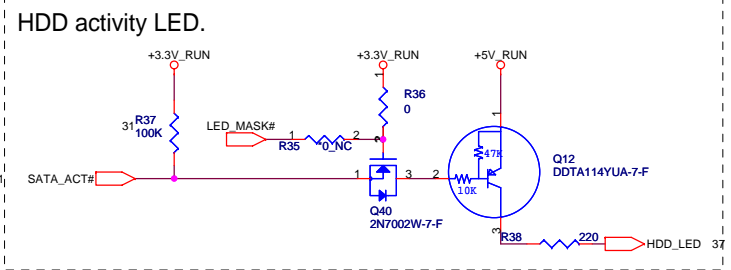 HDD activity LED.
+3.3V_RUN +3.3V_RUN +5V_RUN
1 1
R36
0
31 R37
100K
LED_MASK# 1 2 2
R35 *0_NC
47K
Q12
DDTA114YUA-7-F
SATA_ACT# 1 3 2
10K
Q40
2N7002W-7-F
3
R38 220 HDD_LED 37